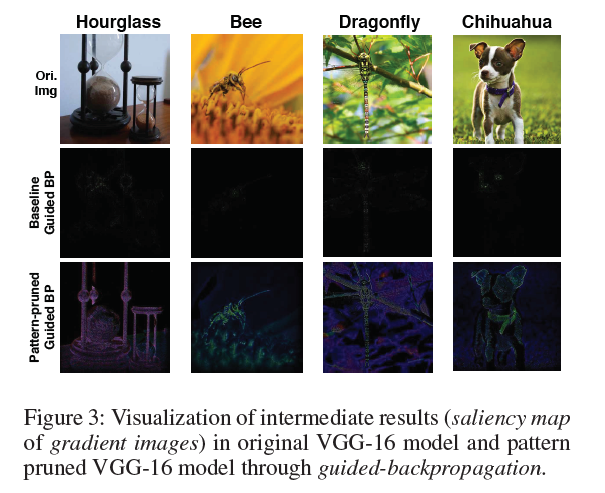 Hourglass Bee Dragonfly Chihuahua
Ori.
Img
Baseline
Guided BP
Pattern-pruned
Guided BP
Figure 3: Visualization of intermediate results (saliency map
of gradient images) in original VGG-16 model and pattern
pruned VGG-16 model through guided-backpropagation.